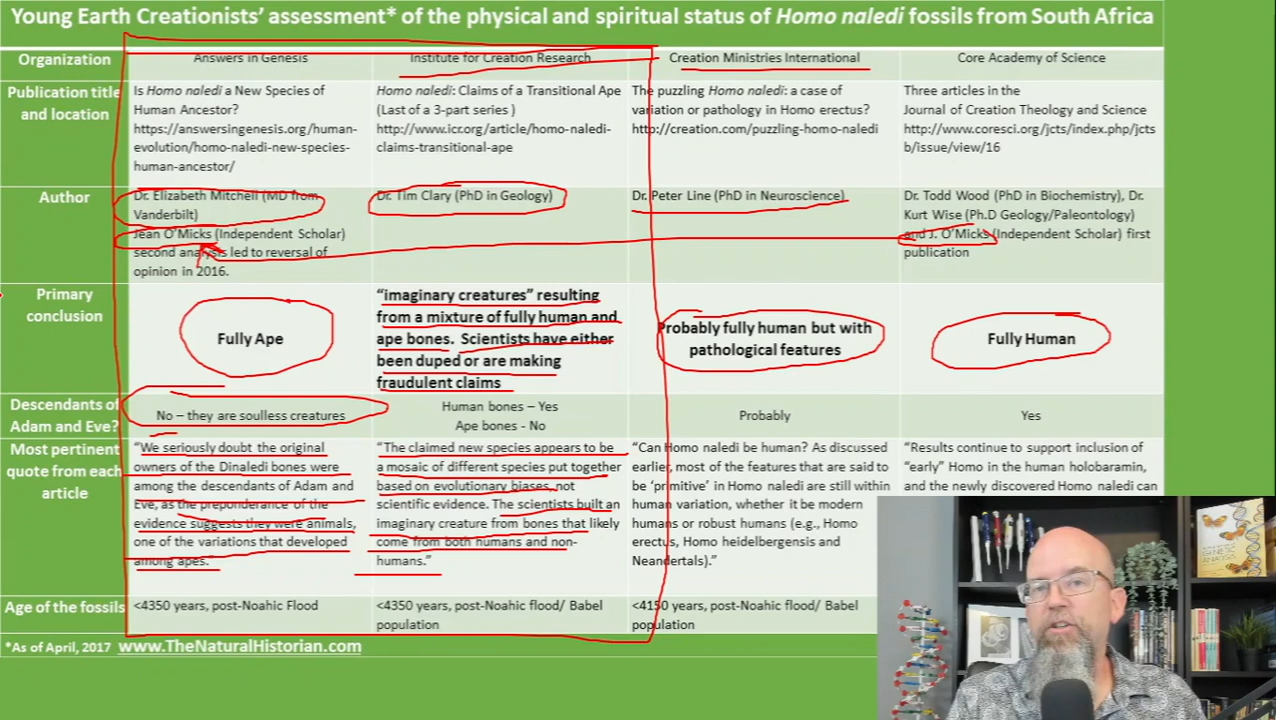 Young Earth Creationists' assessment* of the physical and spiritual status of Homo naledi fossils from South Africa
Organization
Answers in Genesis
Institute for Creation Research
Creation Ministries International
Core Academy of Science
Publication title
and location
Is Homo naledi a New Species of
Human Ancestor?
https://answersingenesis.org/human-
evolution/homo-naledi-new-species-
human-ancestor/
Homo naledi: Claims of a Transitional Ape
(Last of a 3-part series )
http://www.icr.org/article/homo-naledi-
claims-transitional-ape
The puzzling Homo naledi: a case of
variation or pathology in Homo erectus?
http://creation.com/puzzling-homo-naledi
Three articles in the
Journal of Creation Theology and Science
http://www.coresci.org/jcts/index.php/jcts
b/issue/view/16
Author
Dr. Elizabeth Mitchell (MD from
Vanderbilt)
Jean O'Micks (Independent Scholar)
second analysis led to reversal of
opinion in 2016.
Dr. Tim Clary (PhD in Geology)
Dr. Peter Line (PhD in Neuroscience)
Dr. Todd Wood (PhD in Biochemistry), Dr.
Kurt Wise (Ph.D Geology/Paleontology)
and J. O'Micks (Independent Scholar) first
publication
Primary
conclusion
Fully Ape
"imaginary creatures" resulting
from a mixture of fully human and
ape bones. Scientists have either
been duped or are making
fraudulent claims
Probably fully human but with
pathological features
Fully Human
Descendants of
Adam and Eve?
No – they are soulless creatures
Human bones – Yes
Ape bones - No
Probably
Yes
Most pertinent
quote from each
article
"We seriously doubt the original
owners of the Dinaledi bones were
among the descendants of Adam and
Eve, as the preponderance of the
evidence suggests they were animals,
one of the variations that developed
among apes."
"The claimed new species appears to be
a mosaic of different species put together
based on evolutionary biases, not
scientific evidence. The scientists built an
imaginary creature from bones that likely
come from both humans and non-
humans."
"Can Homo naledi be human? As discussed
earlier, most of the features that are said to
be 'primitive' in Homo naledi are still within
human variation, whether it be modern
humans or robust humans (e.g., Homo
erectus, Homo heidelbergensis and
Neandertals)."
"Results continue to support inclusion of
"early" Homo in the human holobaramin,
and the newly discovered Homo naledi can
Age of the fossils
<4350 years, post-Noahic Flood
<4350 years, post-Noahic flood/ Babel
population
<4150 years, post-Noahic flood/ Babel
population
*As of April, 2017 www.TheNaturalHistorian.com